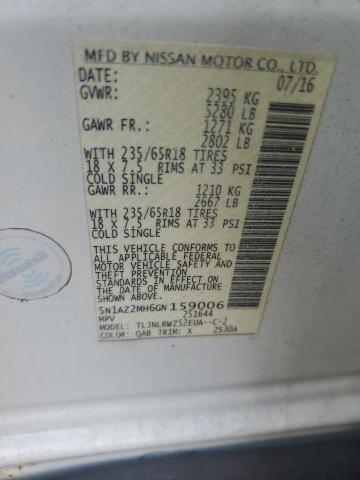 MFD BY NISSAN MOTOR CO., LTD.
DATE: 07/16
GVWR: 2395 KG
5280 LB
GAWR FR.: 1271 KG
2802 LB
WITH 235/65R18 TIRES
18 X 7.5 RIMS AT 33 PSI
COLD SINGLE
GAWR RR.: 1210 KG
2667 LB
WITH 235/65R18 TIRES
18 X 7.5 RIMS AT 33 PSI
COLD SINGLE
THIS VEHICLE CONFORMS TO
ALL APPLICABLE FEDERAL
MOTOR VEHICLE SAFETY AND
THEFT PREVENTION
STANDARDS IN EFFECT ON THE
DATE OF MANUFACTURE SHOWN
ABOVE.
5N1AZ2MH6GN159006
MPV 251644
TLJNLRWZ52EUA--C-2
COLOR: QAB TRIM: X 2S30A